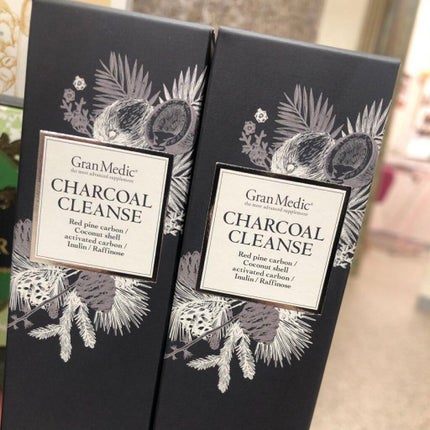 GranMedic®
the most advanced supplement
CHARCOAL
CLEANSE
Red pine carbon /
Coconut shell
activated carbon /
Inulin / Raffinose
GranMedic®
the most advanced supplement
CHARCOAL
CLEANSE
Red pine carbon /
Coconut shell
activated carbon /
Inulin / Raffinose